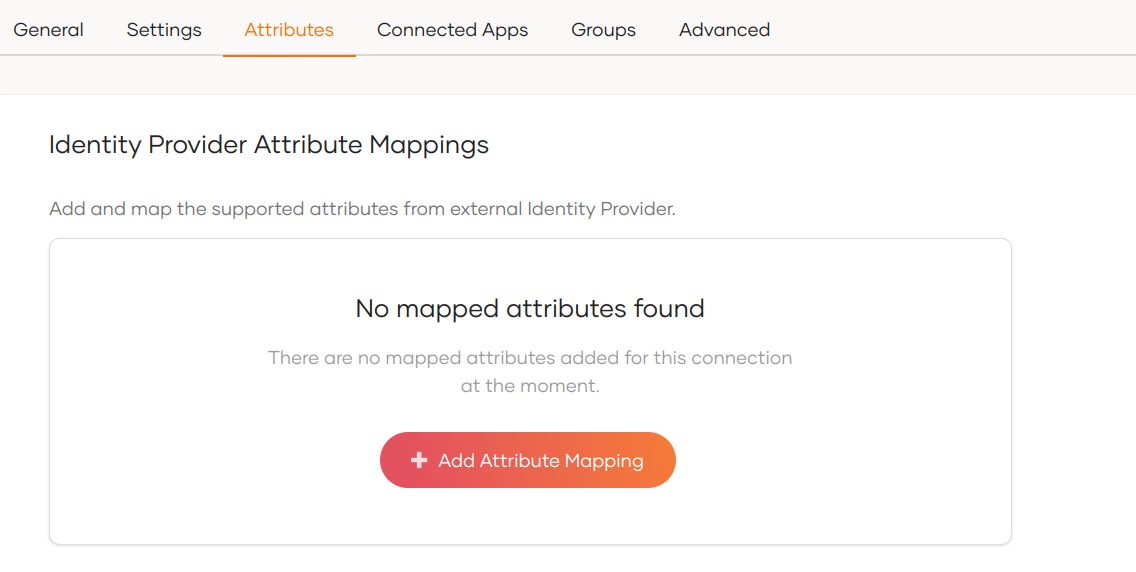 General Settings Attributes Connected Apps Groups Advanced
Identity Provider Attribute Mappings
Add and map the supported attributes from external Identity Provider.
No mapped attributes found
There are no mapped attributes added for this connection
at the moment.
Add Attribute Mapping